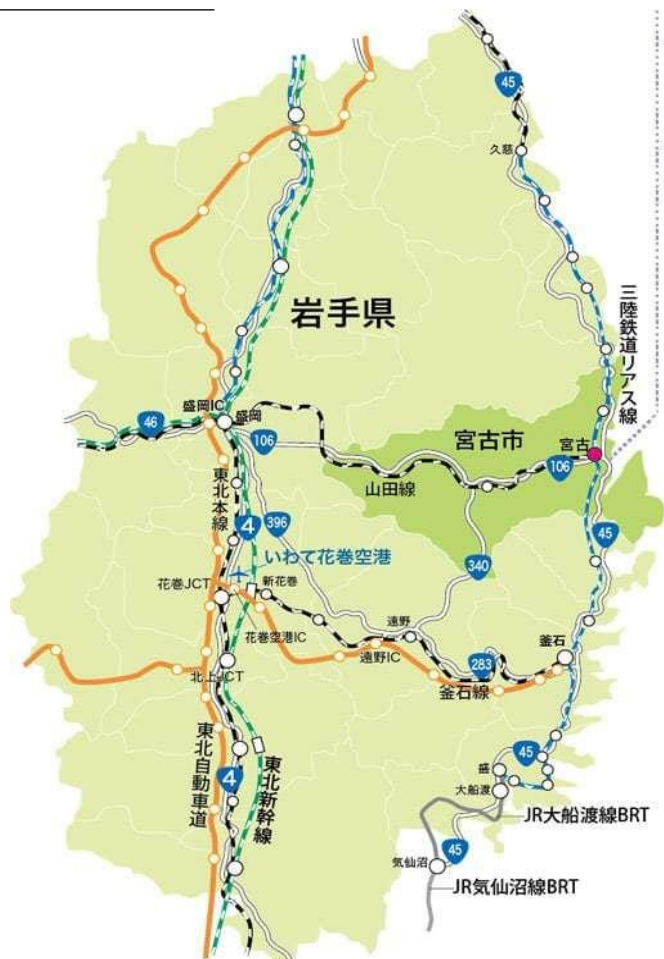 45
久慈
岩手県
三陸鉄道リアス線
盛岡IC
盛岡
46
106
宮古市
宮古
106
山田線
東北本線
4
396
45
いわて花巻空港
340
花巻JCT
新花巻
花巻空港IC
遠野
釜石
遠野IC
283
北上JCT
釜石線
東北自動車道
4
東北新幹線
45
盛
大船渡
JR大船渡線BRT
気仙沼
45
JR気仙沼線BRT